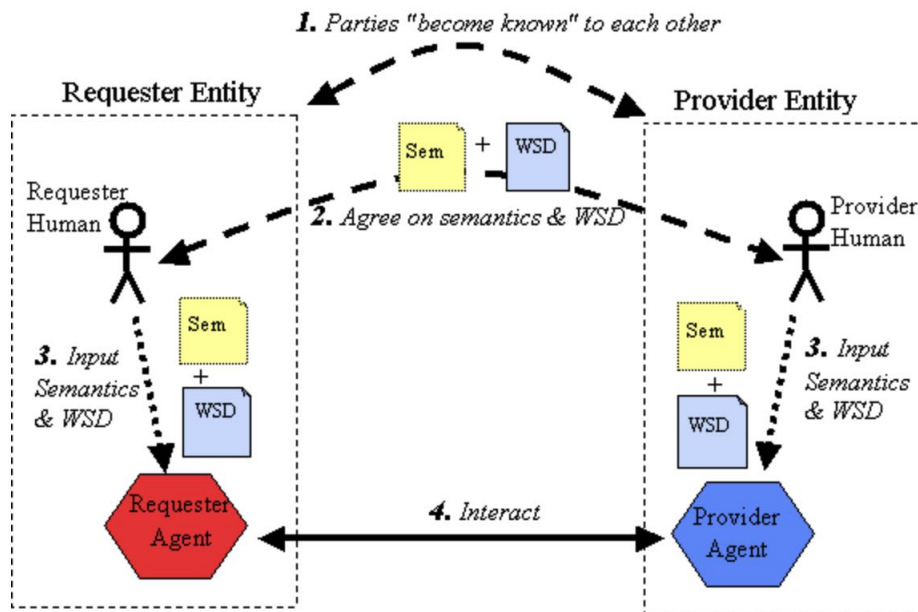 1. Parties "become known" to each other
Requester Entity
Provider Entity
Sem
+
WSD
Requester
Human
2. Agree on semantics & WSD
Provider
Human
Sem
+
WSD
3. Input
Semantics
& WSD
Sem
+
WSD
3. Input
Semantics
& WSD
Requester
Agent
4. Interact
Provider
Agent